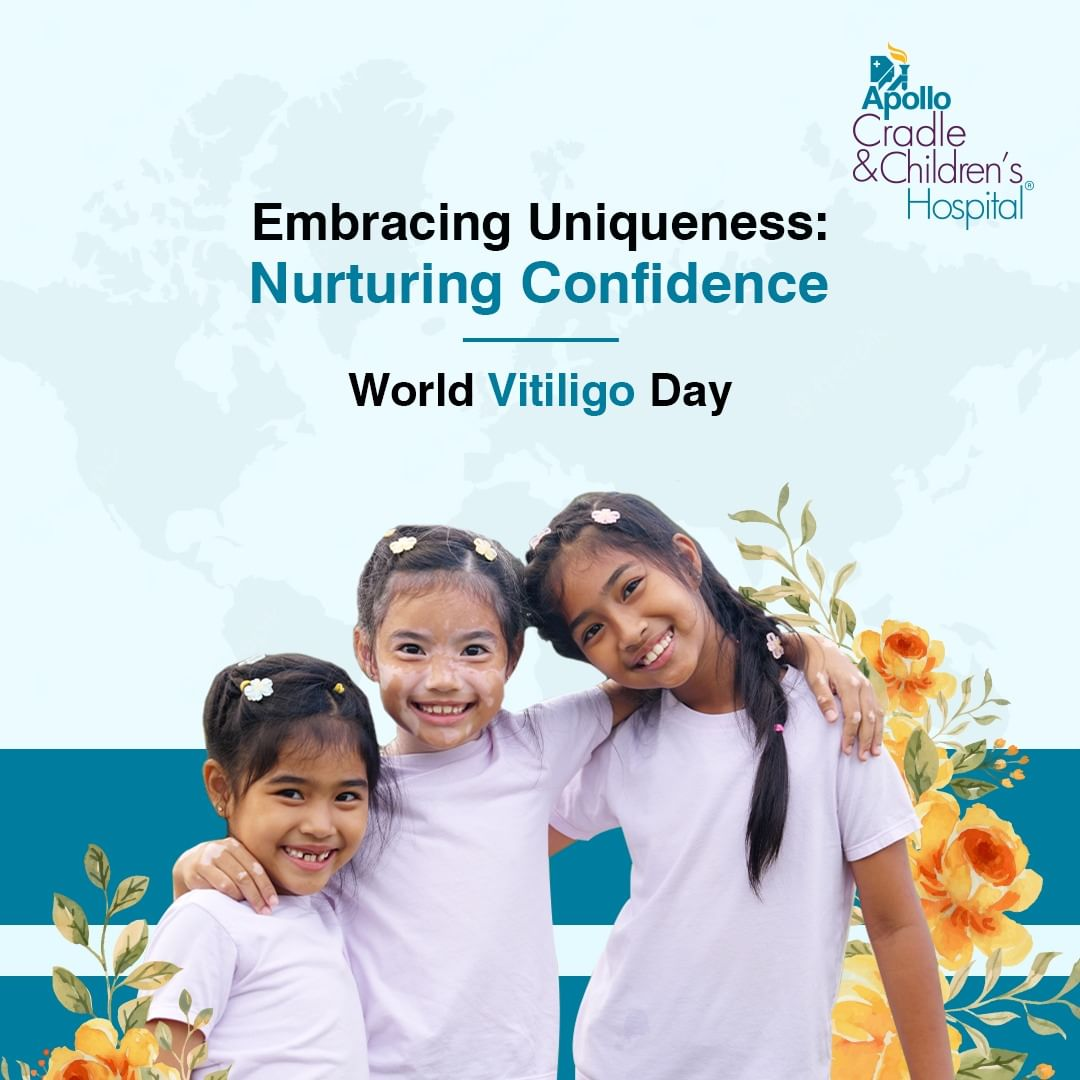 Apollo
Cradle
&Children's
Hospital®
Embracing Uniqueness:
Nurturing Confidence
World Vitiligo Day